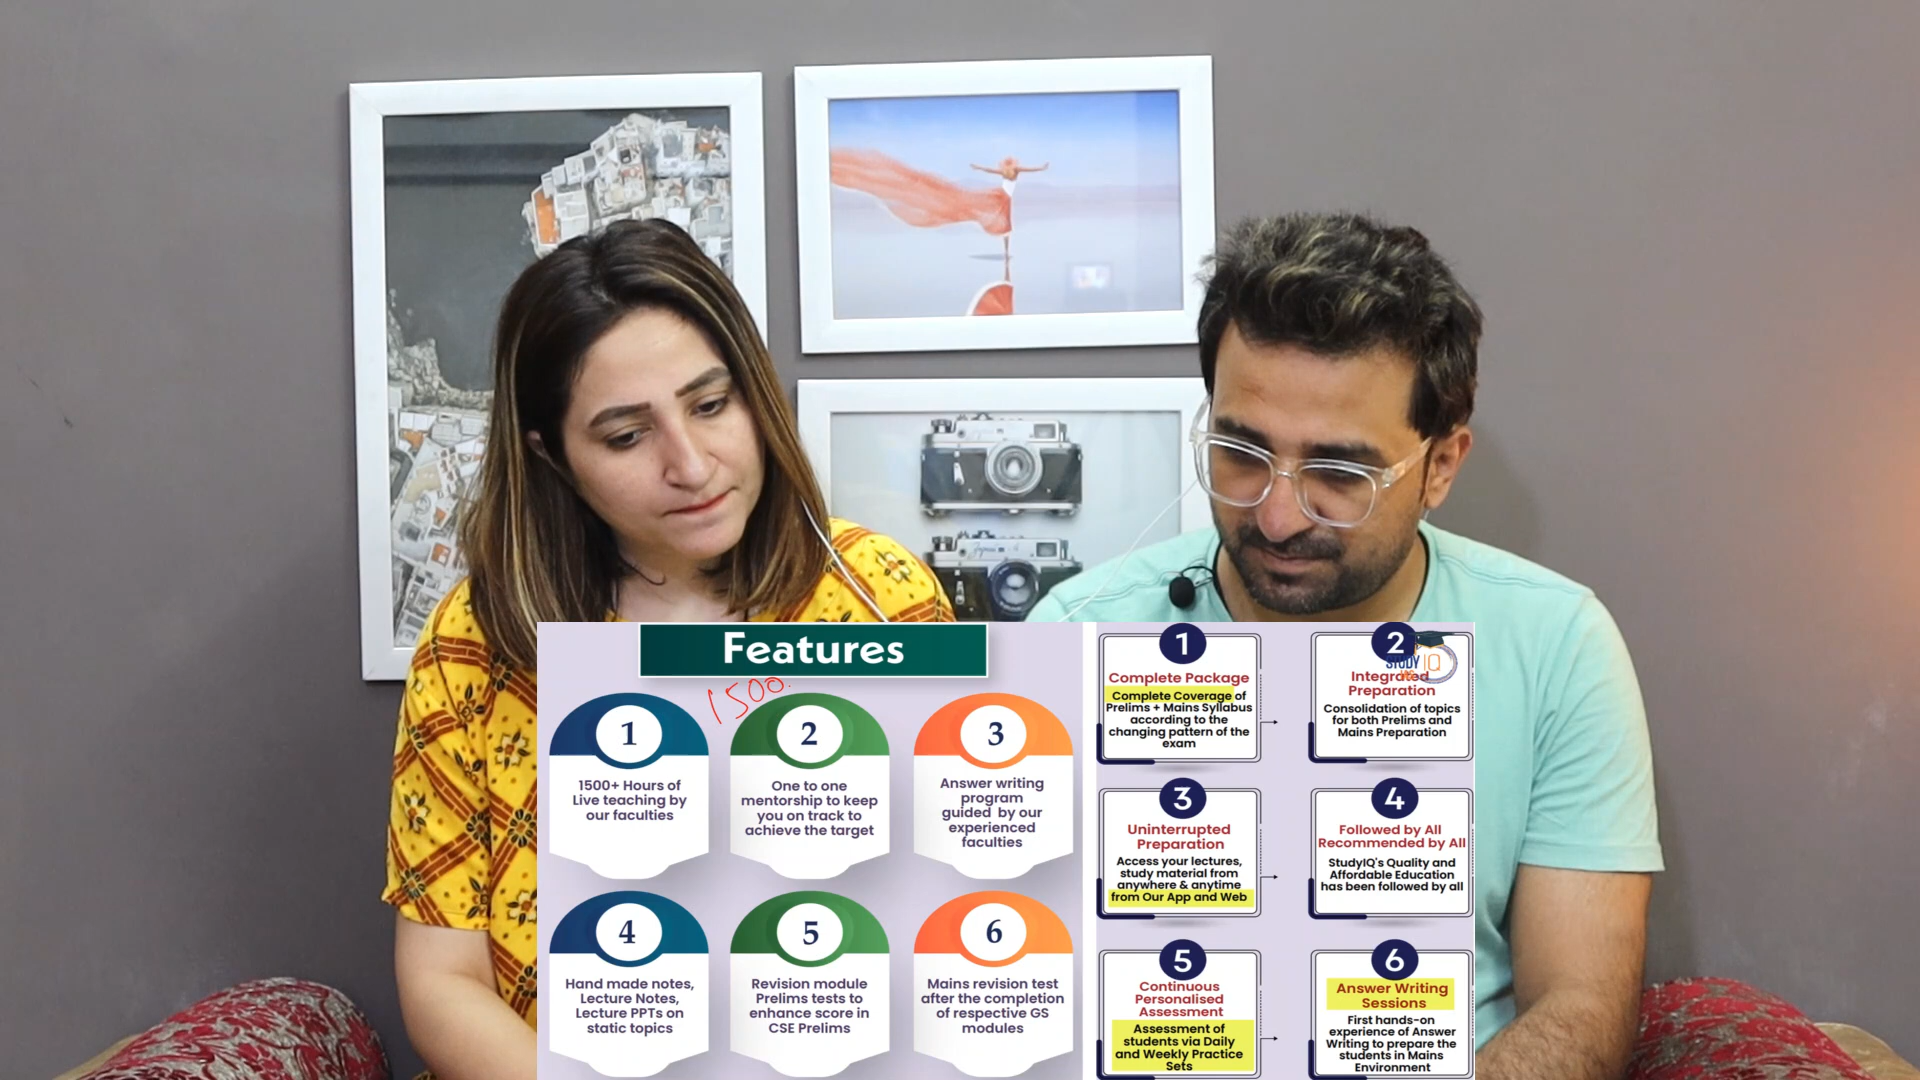 Features
1500.
1
1500+ Hours of
Live teaching by
our faculties
2
One to one
mentorship to keep
you on track to
achieve the target
3
Answer writing
program
guided by our
experienced
faculties
4
Hand made notes,
Lecture Notes,
Lecture PPTs on
static topics
5
Revision module
Prelims tests to
enhance score in
CSE Prelims
6
Mains revision test
after the completion
of respective GS
modules
1
Complete Package
Complete Coverage of
Prelims + Mains Syllabus
according to the
changing pattern of the
exam
2
STUDY IQ
Integrated
Preparation
Consolidation of topics
for both Prelims and
Mains Preparation
3
Uninterrupted
Preparation
Access your lectures,
study material from
anywhere & anytime
from Our App and Web
4
Followed by All
Recommended by All
StudyIQ's Quality and
Affordable Education
has been followed by all
5
Continuous
Personalised
Assessment
Assessment of
students via Daily
and Weekly Practice
Sets
6
Answer Writing
Sessions
First hands-on
experience of Answer
Writing to prepare the
students in Mains
Environment